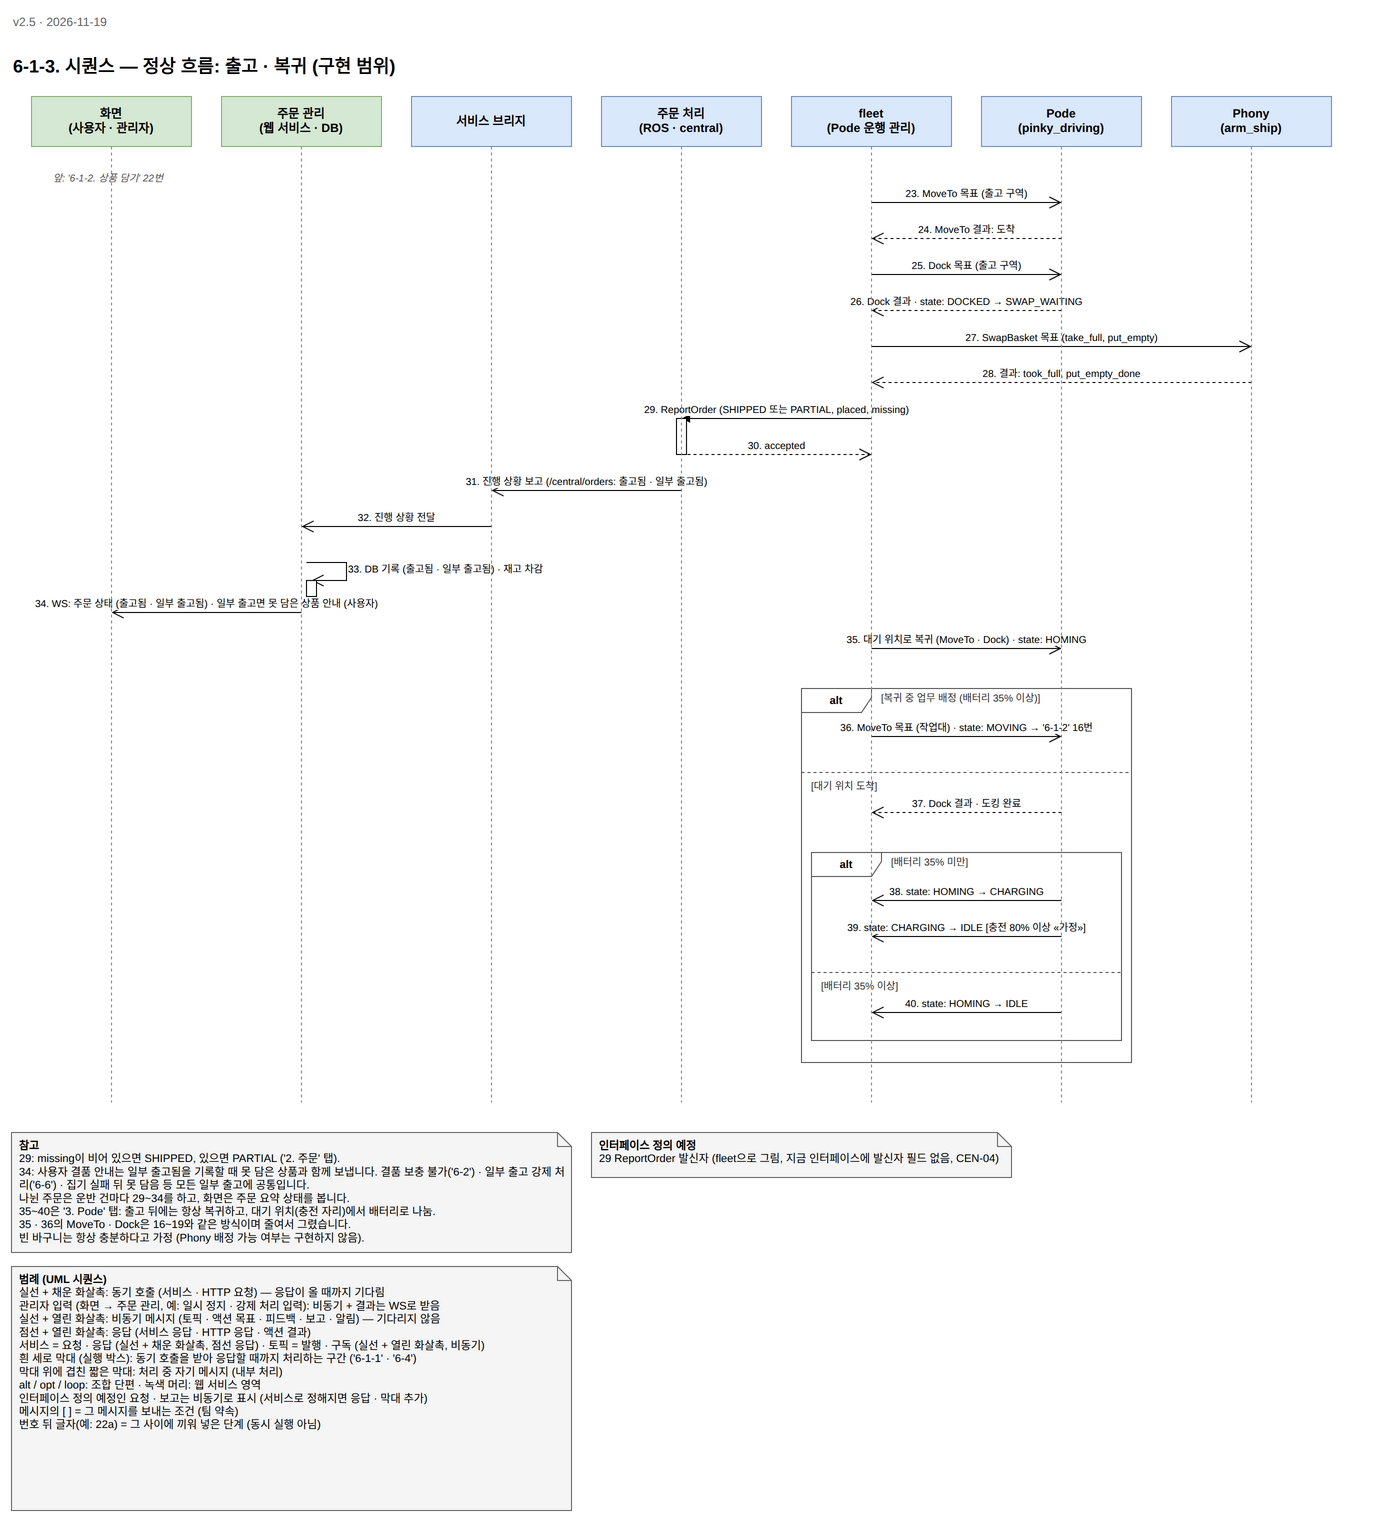 v2.5 · 2026-11-19
6-1-3. 시퀀스 — 정상 흐름: 출고 · 복귀 (구현 범위)
화면
(사용자 · 관리자)
주문 관리
(웹 서비스 · DB)
서비스 브리지
주문 처리
(ROS · central)
fleet
(Pode 운행 관리)
Pode
(pinky_driving)
Phony
(arm_ship)
앞: '6-1-2. 상품 담기' 22번
23. MoveTo 목표 (출고 구역)
24. MoveTo 결과: 도착
25. Dock 목표 (출고 구역)
26. Dock 결과 · state: DOCKED → SWAP_WAITING
27. SwapBasket 목표 (take_full, put_empty)
28. 결과: took_full, put_empty_done
29. ReportOrder (SHIPPED 또는 PARTIAL, placed, missing)
30. accepted
31. 진행 상황 보고 (/central/orders: 출고됨 · 일부 출고됨)
32. 진행 상황 전달
33. DB 기록 (출고됨 · 일부 출고됨) · 재고 차감
34. WS: 주문 상태 (출고됨 · 일부 출고됨) · 일부 출고면 못 담은 상품 안내 (사용자)
35. 대기 위치로 복귀 (MoveTo · Dock) · state: HOMING
alt
[복귀 중 업무 배정 (배터리 35% 이상)]
36. MoveTo 목표 (작업대) · state: MOVING → '6-1-2' 16번
[대기 위치 도착]
37. Dock 결과 · 도킹 완료
alt
[배터리 35% 미만]
38. state: HOMING → CHARGING
39. state: CHARGING → IDLE [충전 80% 이상 «가정»]
[배터리 35% 이상]
40. state: HOMING → IDLE
참고
29: missing이 비어 있으면 SHIPPED, 있으면 PARTIAL ('2. 주문' 탭).
34: 사용자 결품 안내는 일부 출고됨을 기록할 때 못 담은 상품과 함께 보냅니다. 결품 보충 불가('6-2') · 일부 출고 강제 처
리('6-6') · 집기 실패 뒤 못 담음 등 모든 일부 출고에 공통입니다.
나뉜 주문은 운반 건마다 29~34를 하고, 화면은 주문 요약 상태를 봅니다.
35~40은 '3. Pode' 탭: 출고 뒤에는 항상 복귀하고, 대기 위치(충전 자리)에서 배터리로 나눔.
35 · 36의 MoveTo · Dock은 16~19와 같은 방식이며 줄여서 그렸습니다.
빈 바구니는 항상 충분하다고 가정 (Phony 배정 가능 여부는 구현하지 않음).
인터페이스 정의 예정
29 ReportOrder 발신자 (fleet으로 그림, 지금 인터페이스에 발신자 필드 없음, CEN-04)
범례 (UML 시퀀스)
실선 + 채운 화살촉: 동기 호출 (서비스 · HTTP 요청) — 응답이 올 때까지 기다림
관리자 입력 (화면 → 주문 관리, 예: 일시 정지 · 강제 처리 입력): 비동기 + 결과는 WS로 받음
실선 + 열린 화살촉: 비동기 메시지 (토픽 · 액션 목표 · 피드백 · 보고 · 알림) — 기다리지 않음
점선 + 열린 화살촉: 응답 (서비스 응답 · HTTP 응답 · 액션 결과)
서비스 = 요청 · 응답 (실선 + 채운 화살촉, 점선 응답) · 토픽 = 발행 · 구독 (실선 + 열린 화살촉, 비동기)
흰 세로 막대 (실행 박스): 동기 호출을 받아 응답할 때까지 처리하는 구간 ('6-1-1' · '6-4')
막대 위에 겹친 짧은 막대: 처리 중 자기 메시지 (내부 처리)
alt / opt / loop: 조합 단편 · 녹색 머리: 웹 서비스 영역
인터페이스 정의 예정인 요청 · 보고는 비동기로 표시 (서비스로 정해지면 응답 · 막대 추가)
메시지의 [ ] = 그 메시지를 보내는 조건 (팀 약속)
번호 뒤 글자(예: 22a) = 그 사이에 끼워 넣은 단계 (동시 실행 아님)